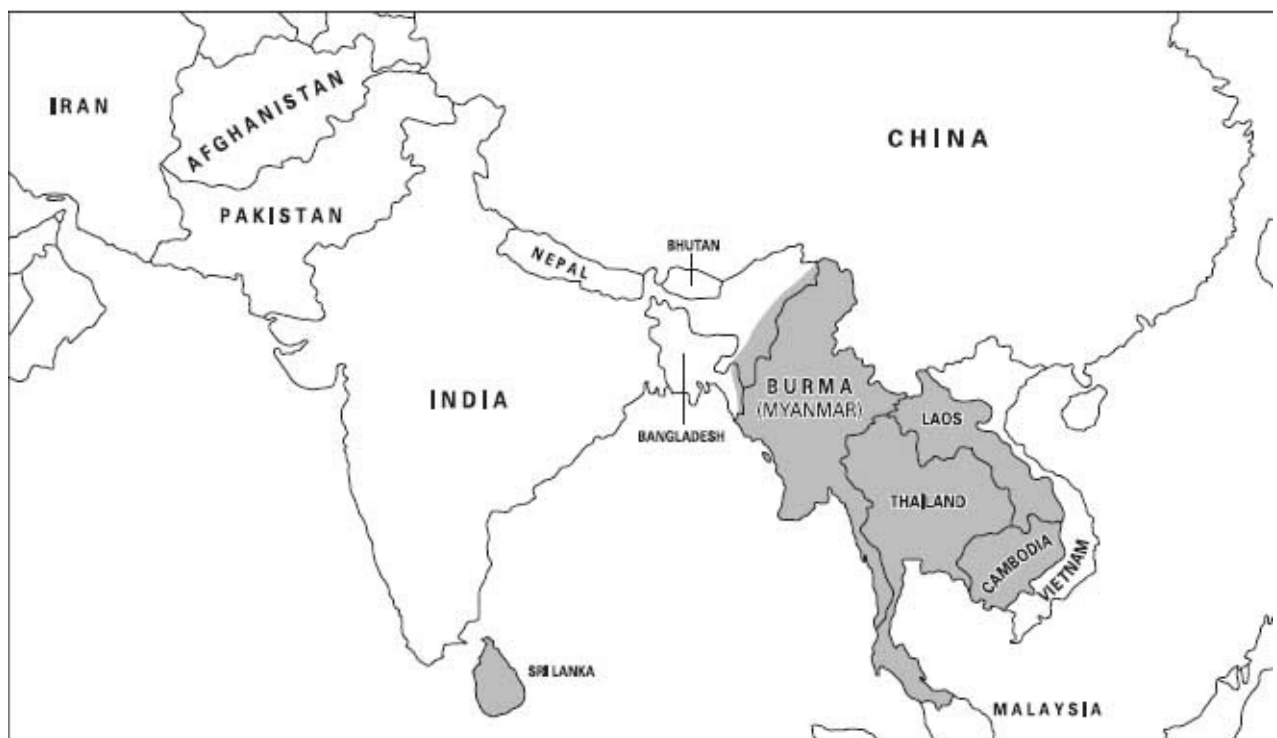 IRAN
AFGHANISTAN
CHINA
PAKISTAN
BHUTAN
NEPAL
INDIA
BURMA
(MYANMAR)
BANGLADESH
LAOS
THAILAND
CAMBODIA
VIETNAM
SRI LANKA
MALAYSIA